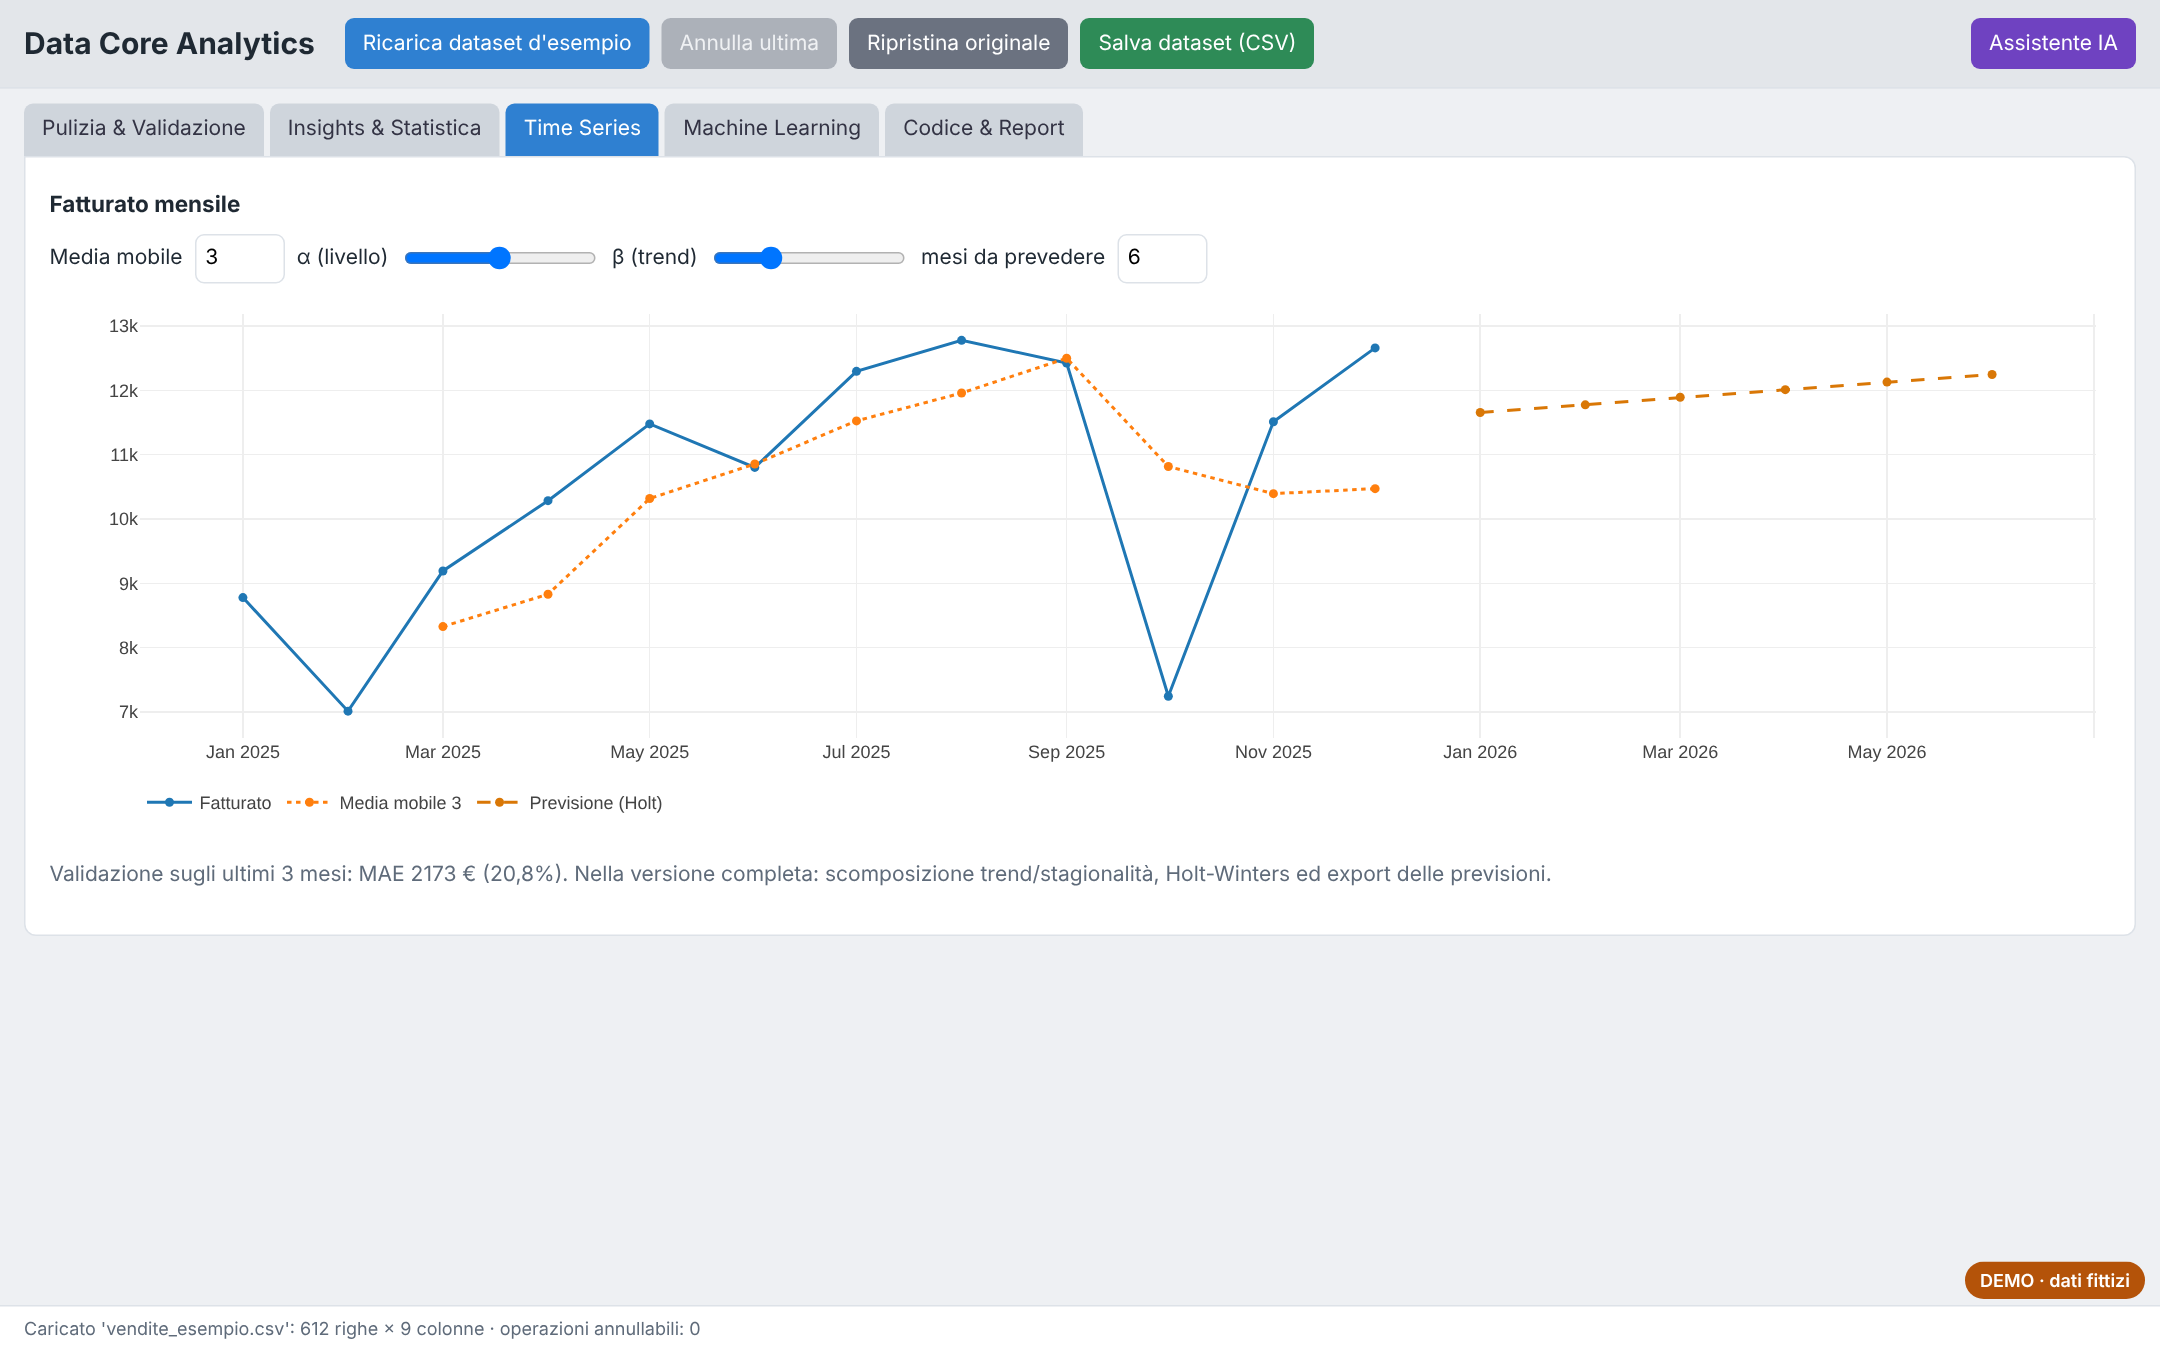 Data Core Analytics
Ricarica dataset d'esempio
Annulla ultima
Ripristina originale
Salva dataset (CSV)
Assistente IA
Pulizia & Validazione
Insights & Statistica
Time Series
Machine Learning
Codice & Report
Fatturato mensile
Media mobile 3 α (livello) β (trend) mesi da prevedere 6
13k
12k
11k
10k
9k
8k
7k
Jan 2025
Mar 2025
May 2025
Jul 2025
Sep 2025
Nov 2025
Jan 2026
Mar 2026
May 2026
Fatturato
Media mobile 3
Previsione (Holt)
Validazione sugli ultimi 3 mesi: MAE 2173 € (20,8%). Nella versione completa: scomposizione trend/stagionalità, Holt-Winters ed export delle previsioni.
DEMO · dati fittizi
Caricato 'vendite_esempio.csv': 612 righe × 9 colonne · operazioni annullabili: 0